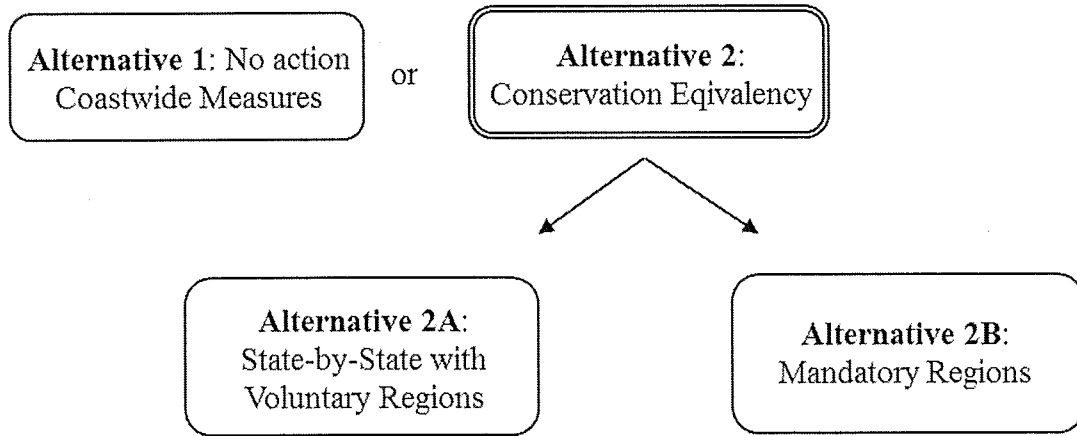 Alternative 1: No action
Coastwide Measures
or
Alternative 2:
Conservation Eqivalency
Alternative 2A:
State-by-State with
Voluntary Regions
Alternative 2B:
Mandatory Regions